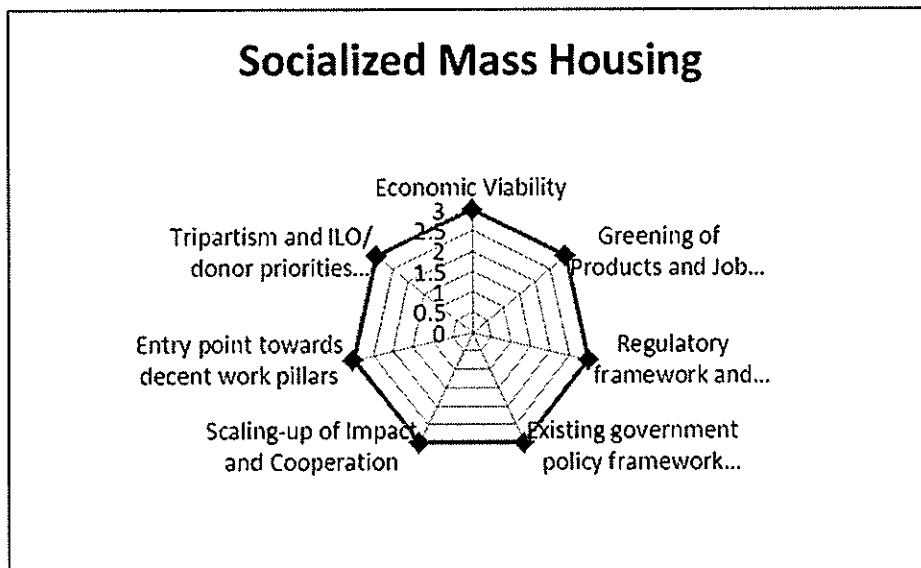 Socialized Mass Housing
Economic Viability
3
2.5
2
1.5
1
0.5
0
Greening of
Products and Job...
Regulatory
framework and...
Existing government
policy framework...
Scaling-up of Impact
and Cooperation
Entry point towards
decent work pillars
Tripartism and ILO/
donor priorities...